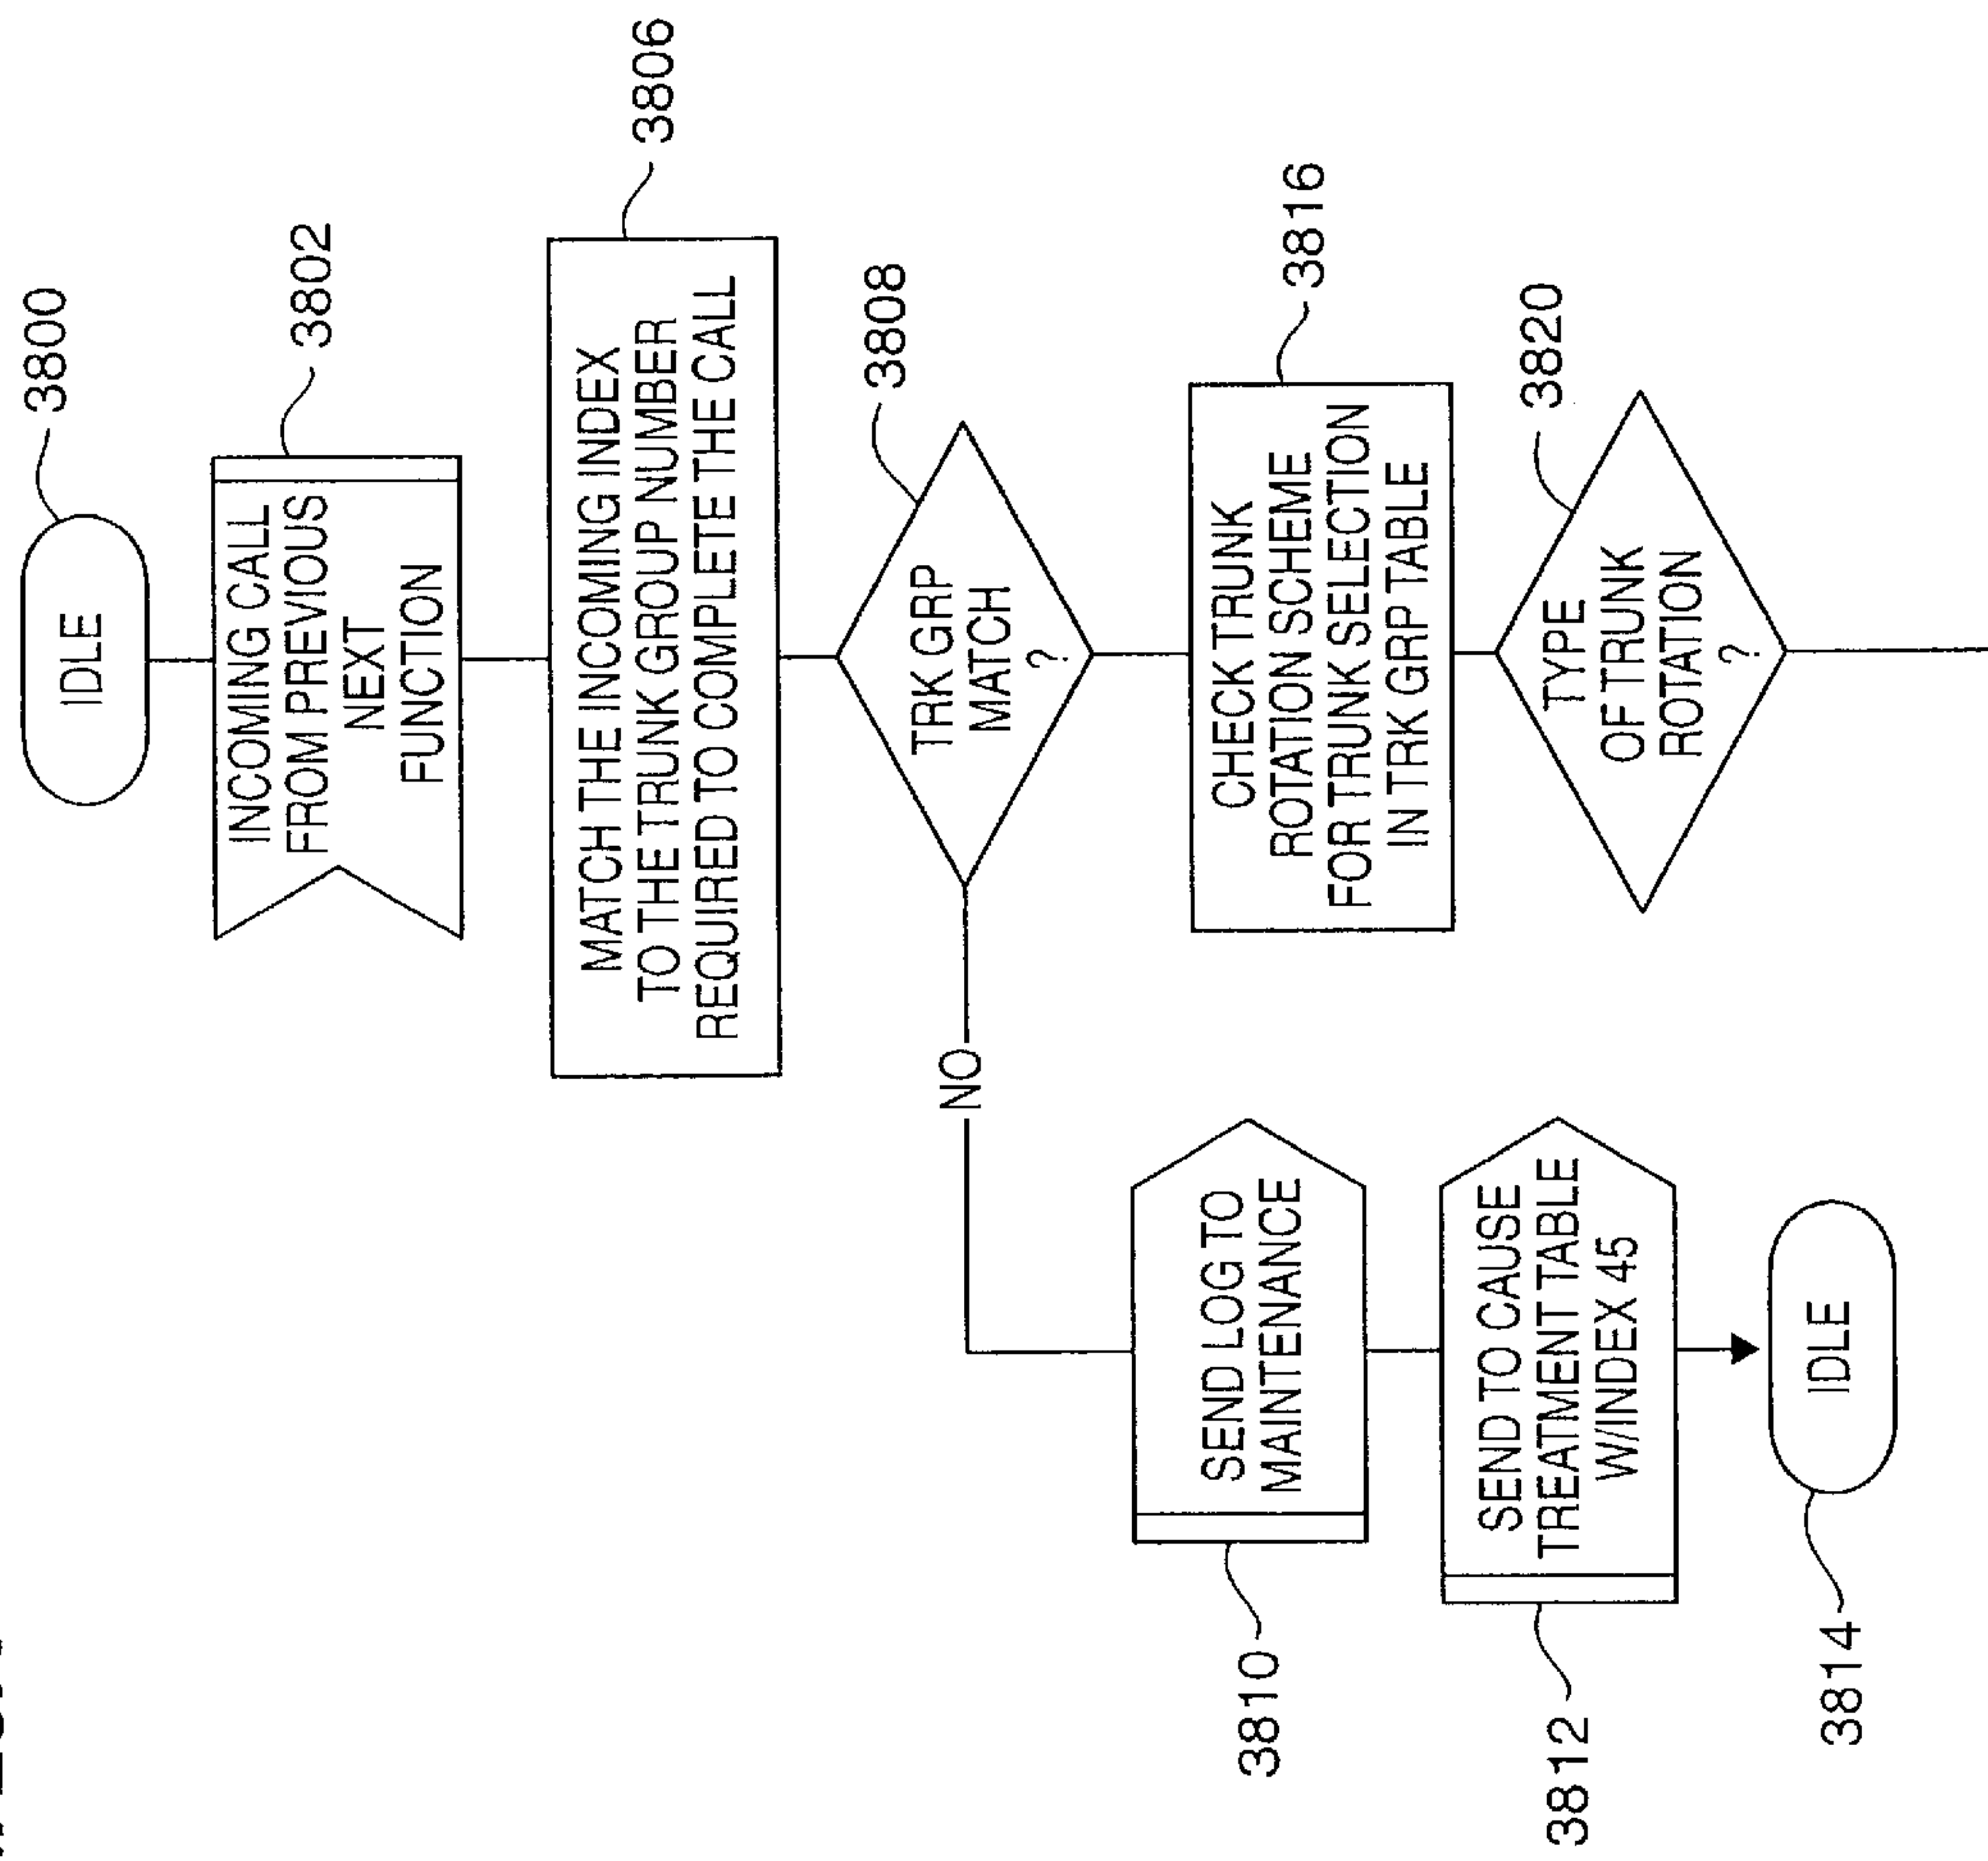 3800
IDLE
3802
INCOMING CALL
FROM PREVIOUS
NEXT
FUNCTION
3806
MATCH THE INCOMING INDEX
TO THE TRUNK GROUP NUMBER
REQUIRED TO COMPLETE THE CALL
3808
TRK GRP
MATCH
?
NO
3816
CHECK TRUNK
ROTATION SCHEME
FOR TRUNK SELECTION
IN TRK GRP TABLE
3820
TYPE
OF TRUNK
ROTATION
?
3810
SEND LOG TO
MAINTENANCE
3812
SEND TO CAUSE
TREATMENT TABLE
W/INDEX 45
3814
IDLE